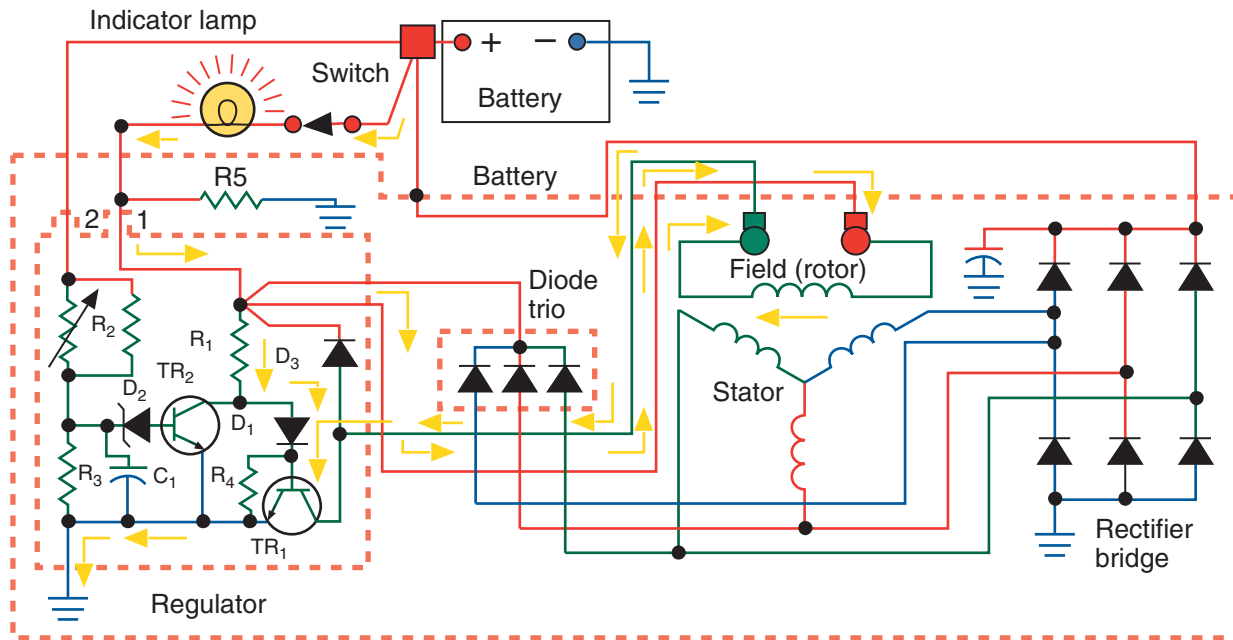 Indicator lamp
+ −
Switch
Battery
Battery
R5
2 1
Diode
trio
Field (rotor)
R2
R1
D3
D2
TR2
D1
Stator
R3
C1
R4
TR1
Rectifier
bridge
Regulator